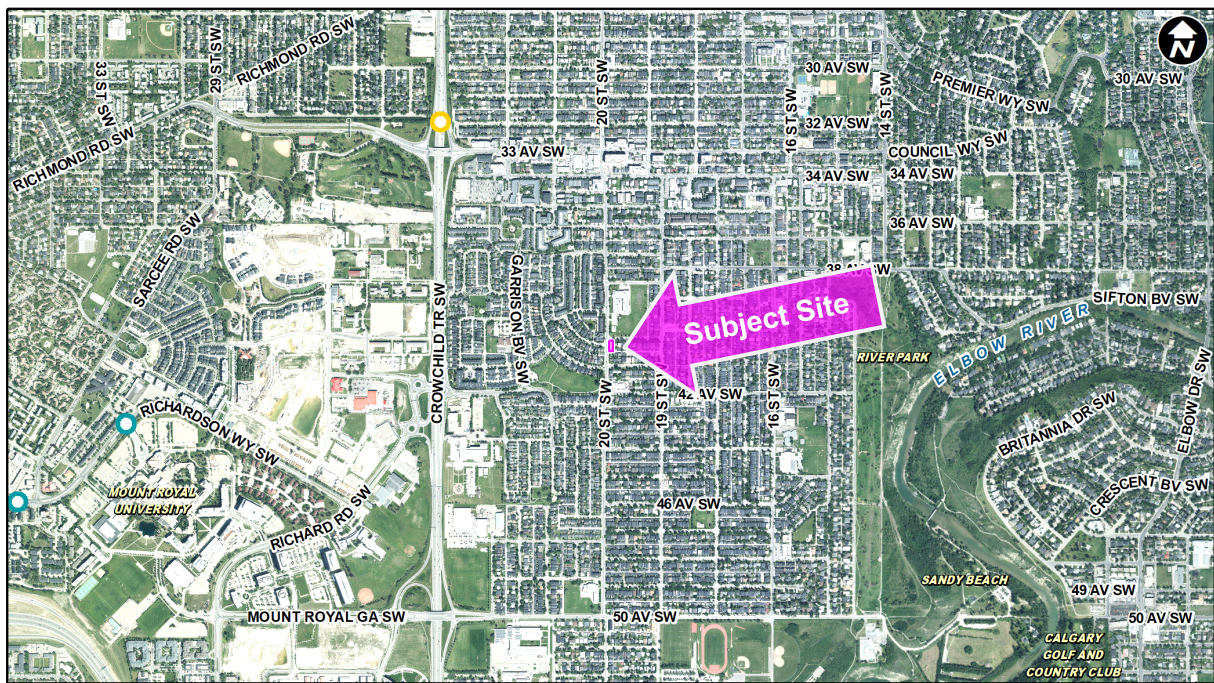 N
33 ST SW
29 ST SW
RICHMOND RD SW
RICHMOND RD SW
20 ST SW
30 AV SW
16 ST SW
32 AV SW
14 ST SW
PREMIER WY SW
30 AV SW
33 AV SW
COUNCIL WY SW
34 AV SW
34 AV SW
36 AV SW
SARCEE RD SW
GARRISON BV SW
CROWCHILD TR SW
38 AV SW
Subject Site
SIFTON BV SW
ELBOW RIVER
RIVER PARK
ELBOW DR SW
20 ST SW
19 ST SW
42 AV SW
16 ST SW
BRITANNIA DR SW
RICHARDSON WY SW
CRESCENT BV SW
MOUNT ROYAL
UNIVERSITY
RICHARD RD SW
46 AV SW
SANDY BEACH
49 AV SW
MOUNT ROYAL GA SW
50 AV SW
50 AV SW
CALGARY
GOLF AND
COUNTRY CLUB